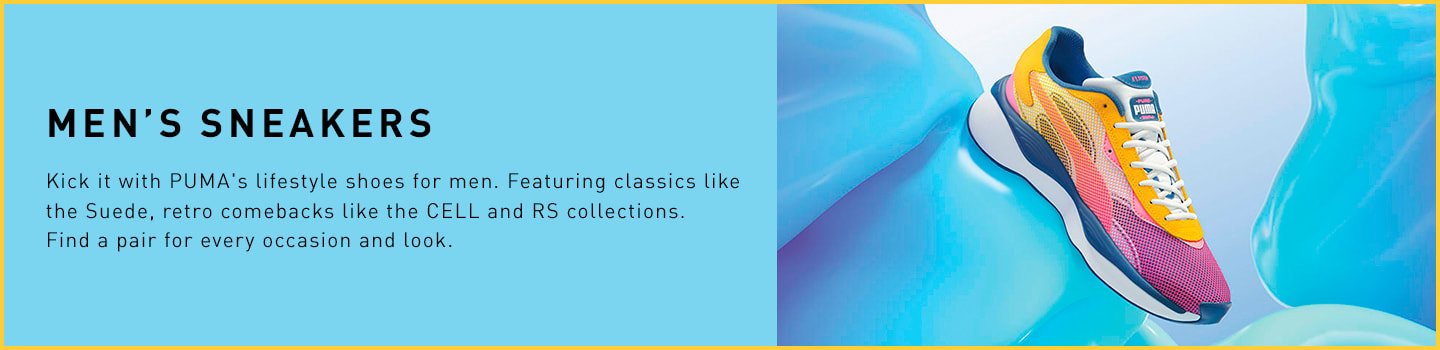 MEN’S SNEAKERS
Kick it with PUMA's lifestyle shoes for men. Featuring classics like
the Suede, retro comebacks like the CELL and RS collections.
Find a pair for every occasion and look.
PUMA